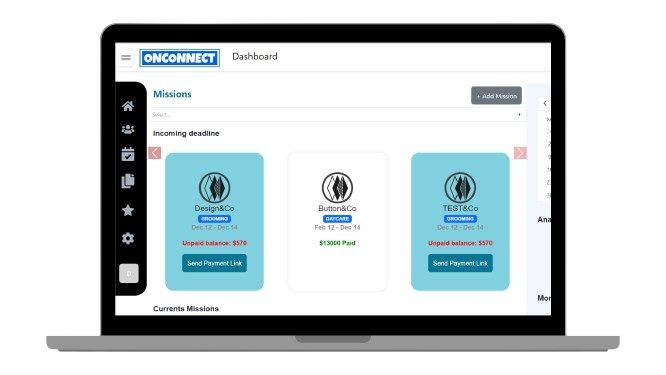 ONCONNECT
Dashboard
Missions
+ Add Mission
Select...
Incoming deadline
Design&Co
GROOMING
Dec 12 - Dec 14
Unpaid balance: $570
Send Payment Link
Button&Co
DAYCARE
Feb 12 - Dec 14
$13000 Paid
TEST&Co
GROOMING
Dec 12 - Dec 14
Unpaid balance: $570
Send Payment Link
Ana
Currents Missions
Mor